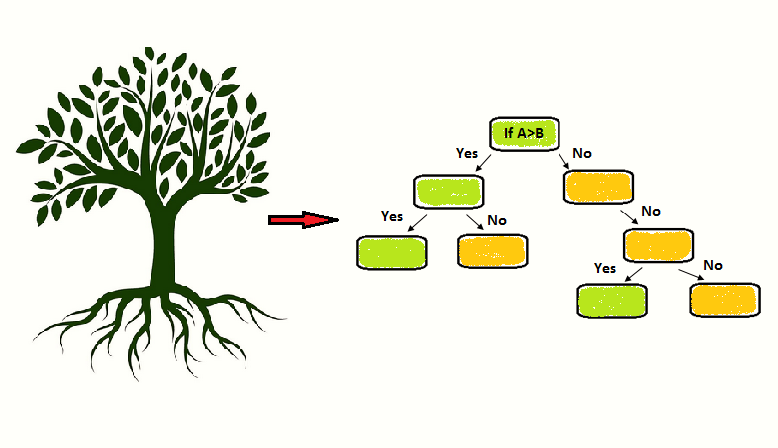 If A>B
Yes
No
Yes
No
No
Yes
No